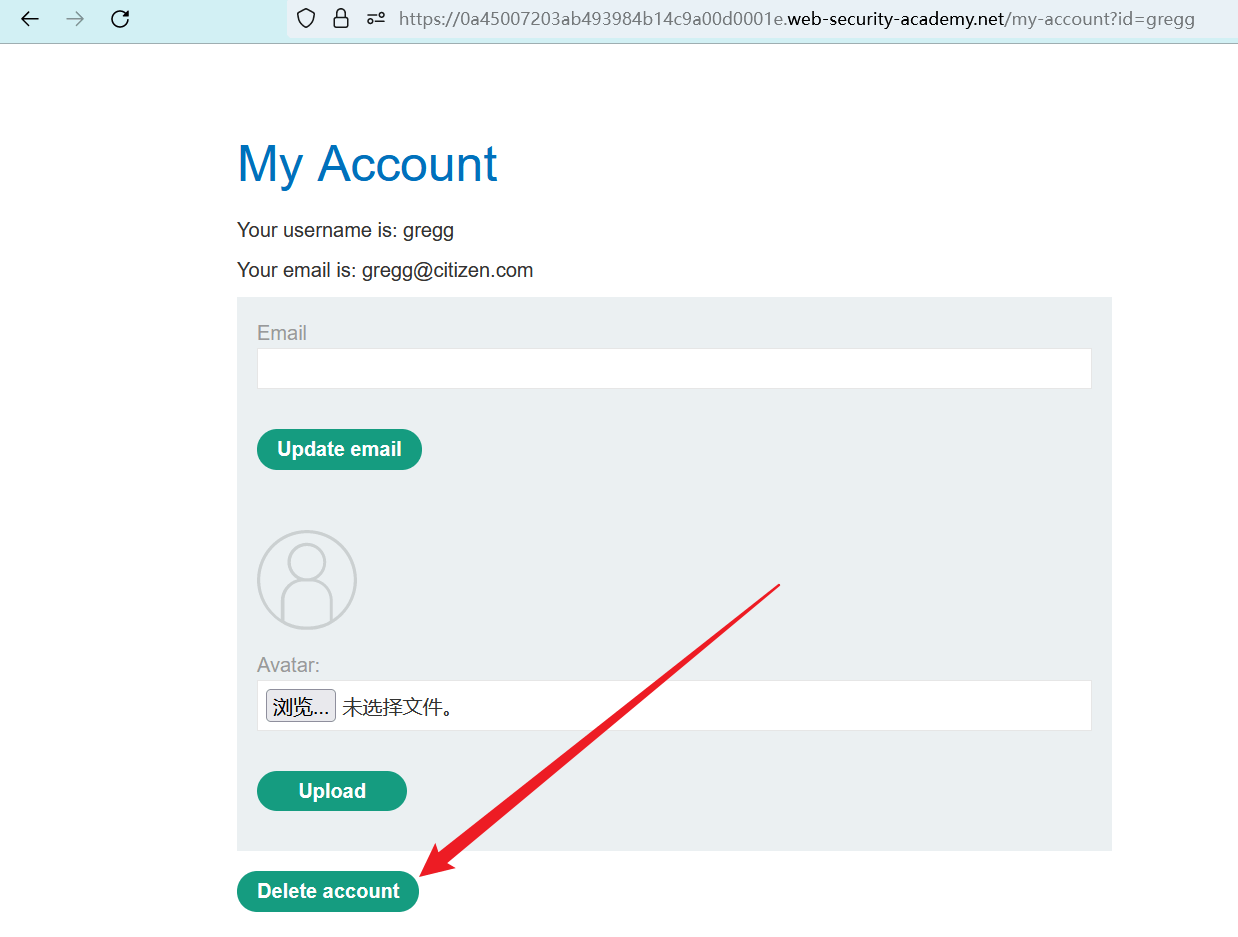 https://0a45007203ab493984b14c9a00d0001e.web-security-academy.net/my-account?id=gregg
My Account
Your username is: gregg
Your email is: gregg@citizen.com
Email
Update email
Avatar:
浏览... 未选择文件。
Upload
Delete account